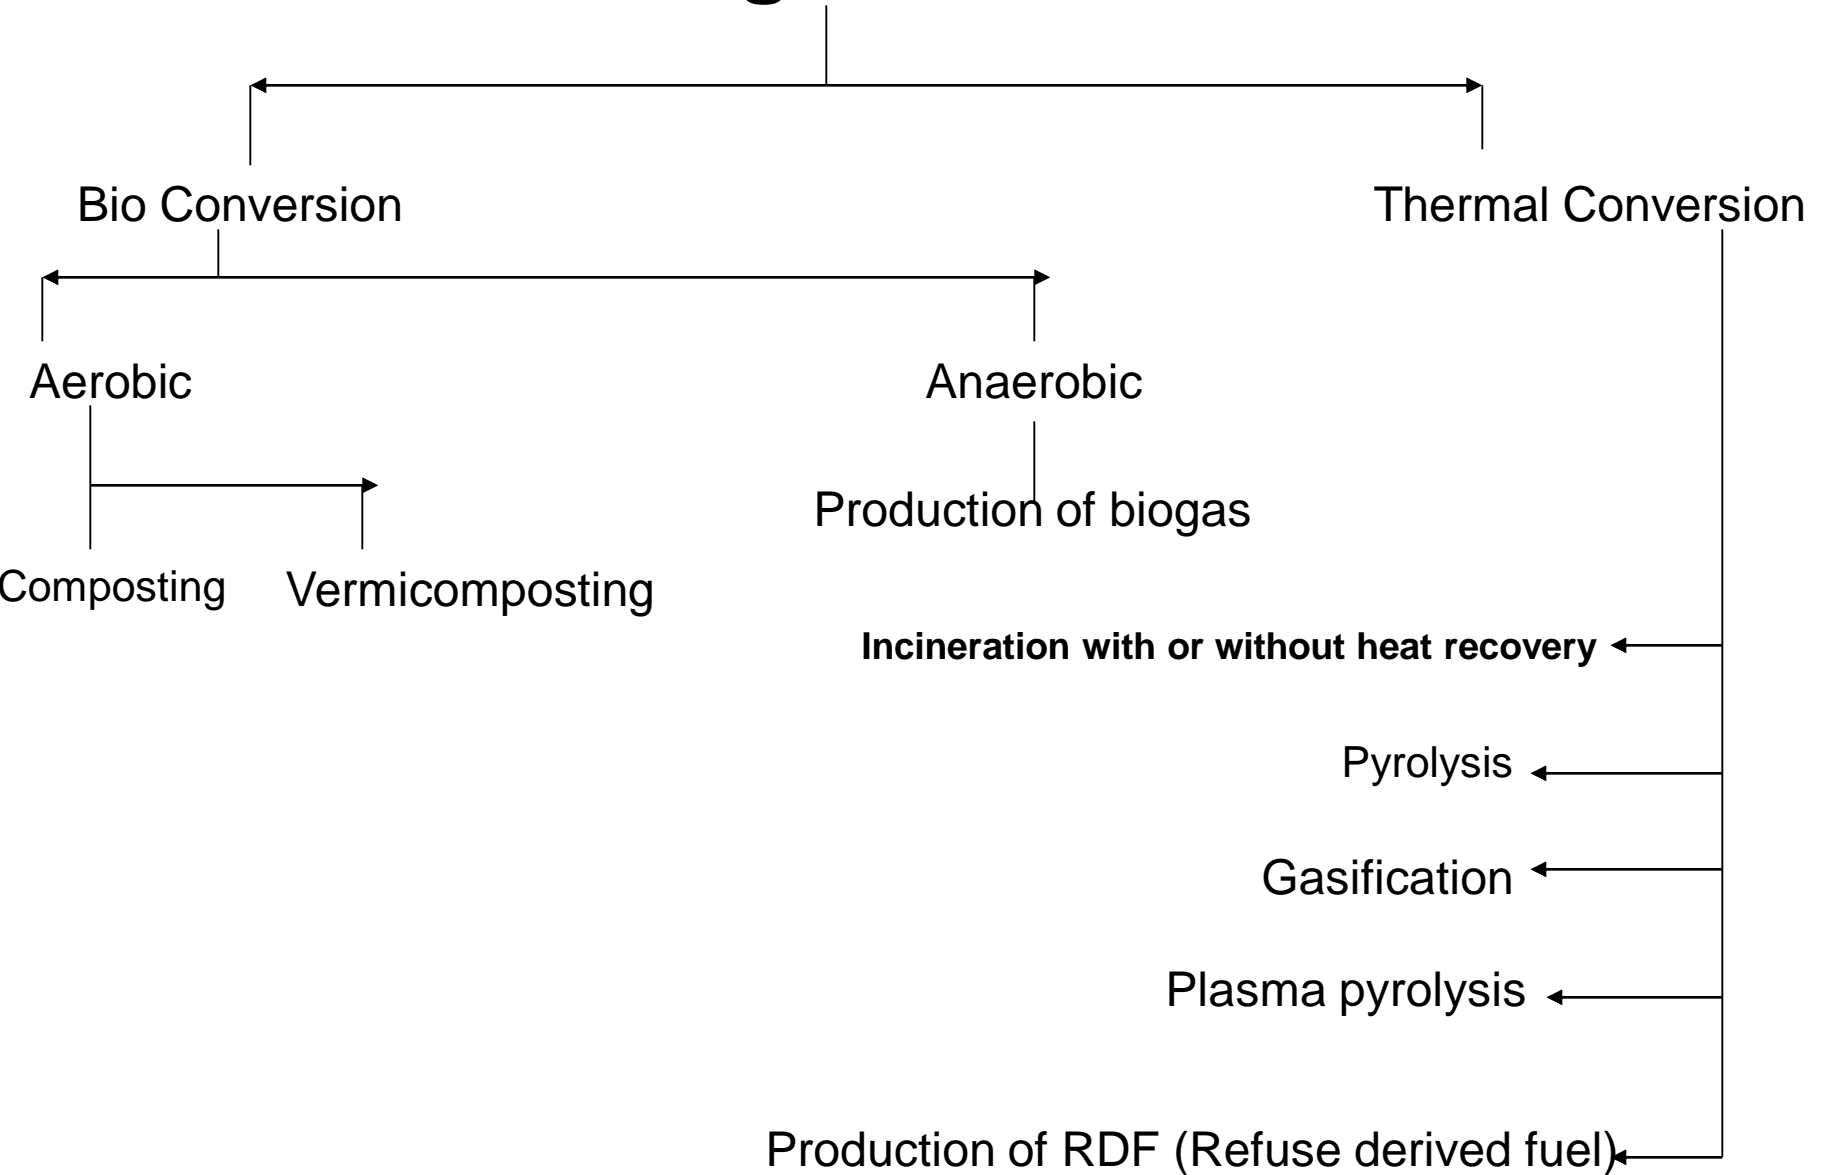 Bio Conversion
Thermal Conversion
Aerobic
Anaerobic
Production of biogas
Composting
Vermicomposting
Incineration with or without heat recovery
Pyrolysis
Gasification
Plasma pyrolysis
Production of RDF (Refuse derived fuel)